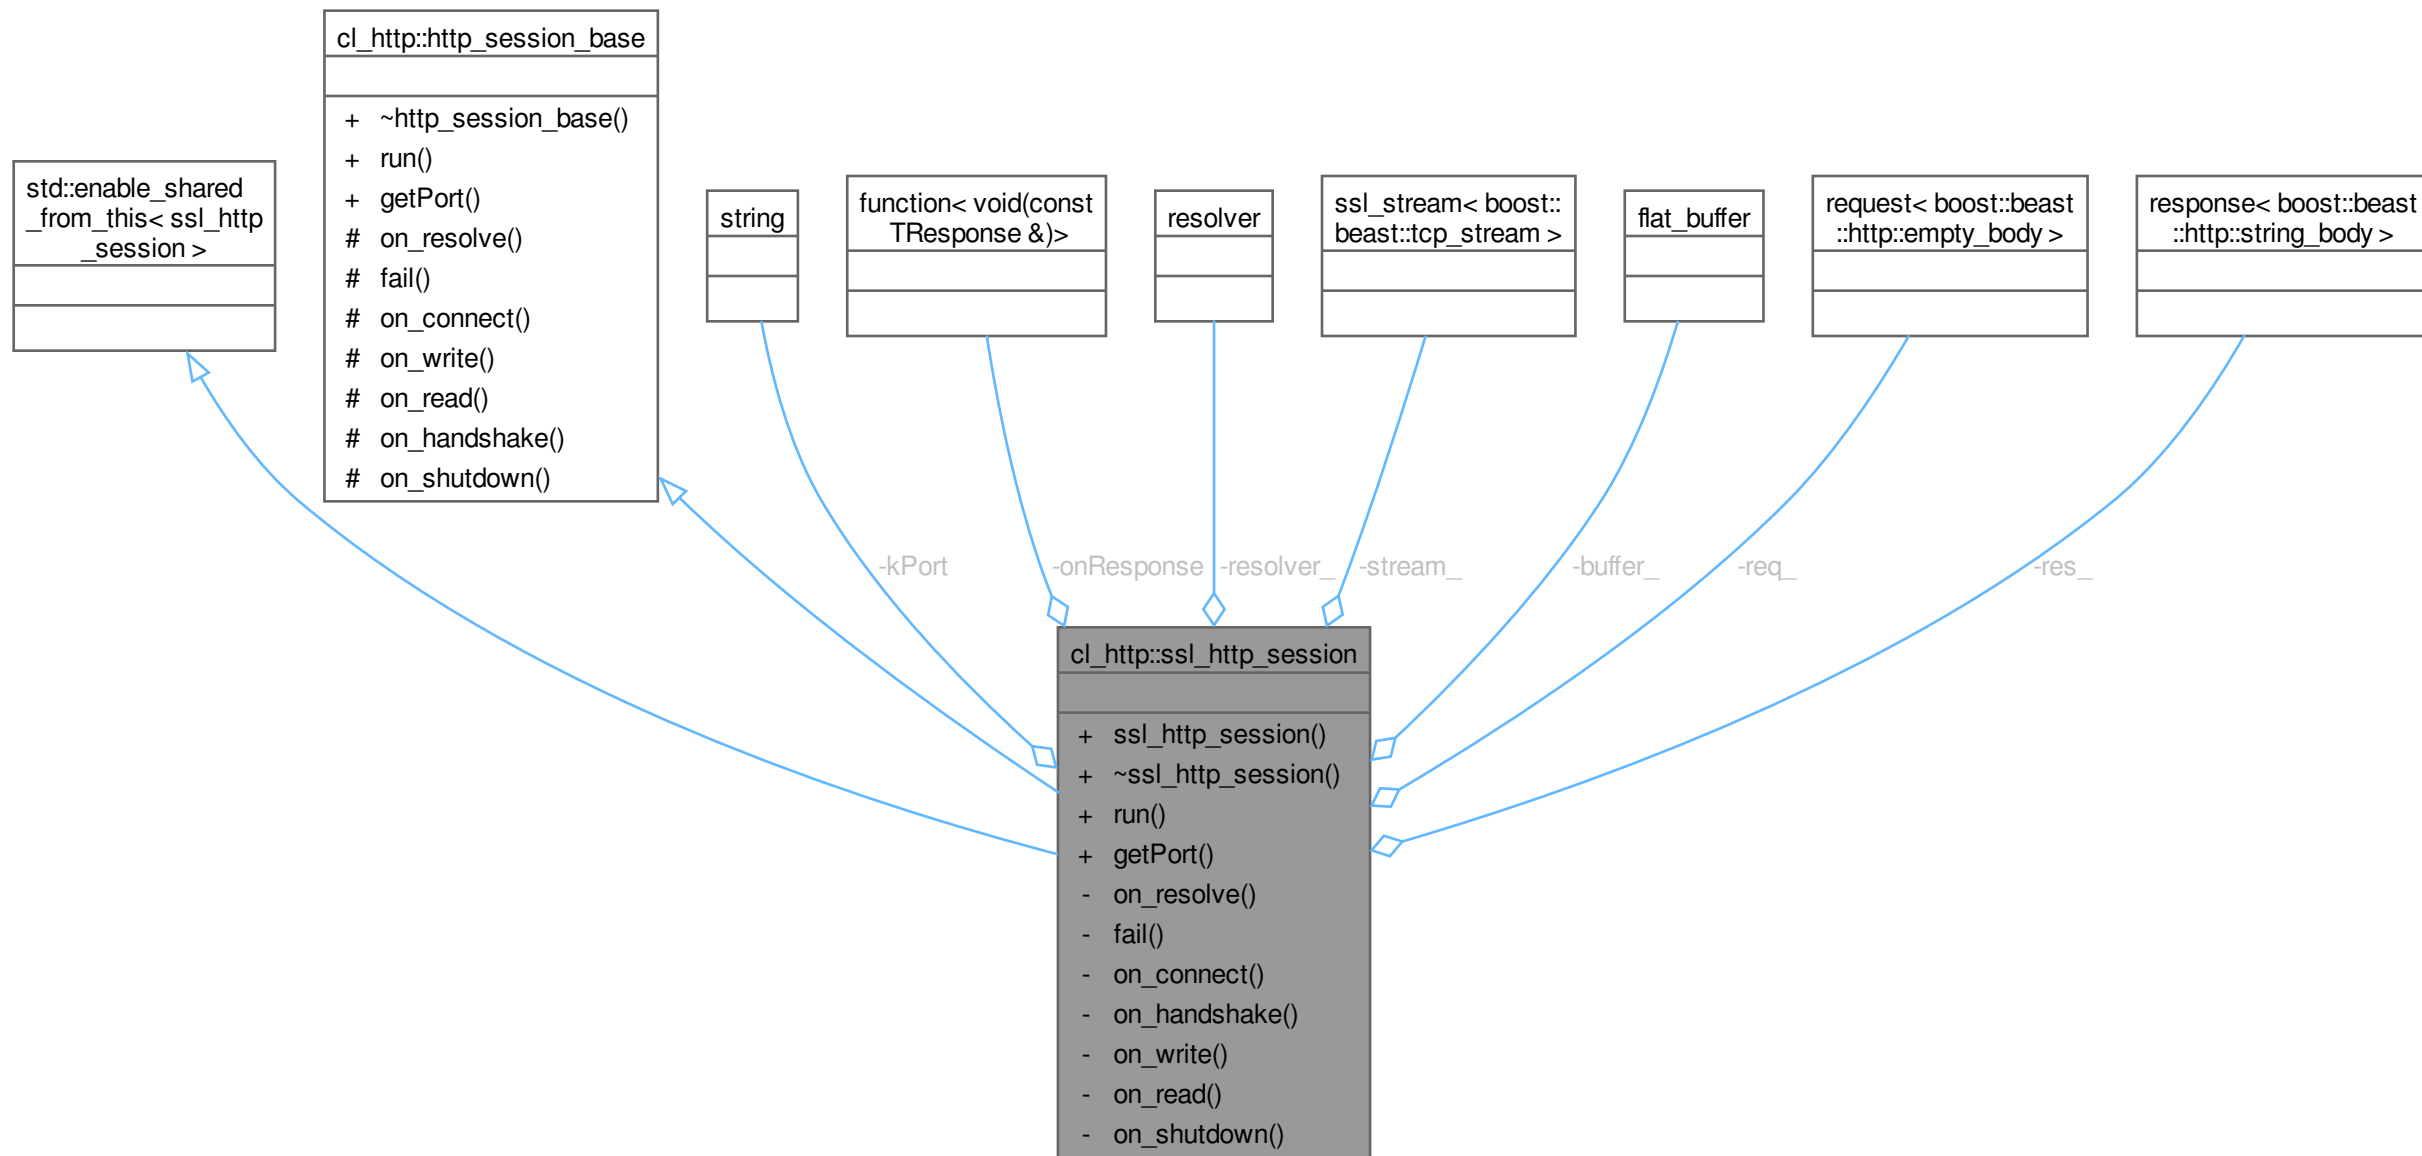 cl_http::http_session_base
+ ~http_session_base()
+ run()
+ getPort()
# on_resolve()
# fail()
# on_connect()
# on_write()
# on_read()
# on_handshake()
# on_shutdown()
std::enable_shared
_from_this< ssl_http
_session >
string
function< void(const
TResponse &)>
resolver
ssl_stream< boost::
beast::tcp_stream >
flat_buffer
request< boost::beast
::http::empty_body >
response< boost::beast
::http::string_body >
-kPort
-onResponse
-resolver_
-stream_
-buffer_
-req_
-res_
cl_http::ssl_http_session
+ ssl_http_session()
+ ~ssl_http_session()
+ run()
+ getPort()
- on_resolve()
- fail()
- on_connect()
- on_handshake()
- on_write()
- on_read()
- on_shutdown()